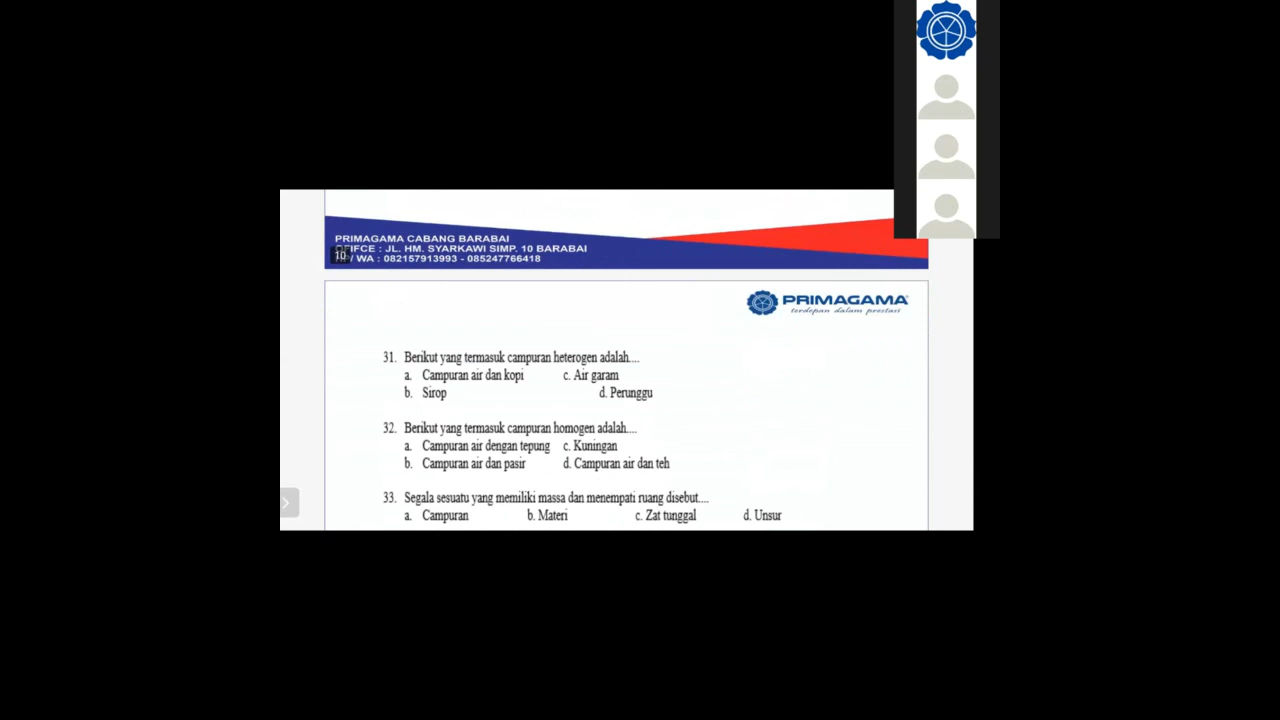 PRIMAGAMA CABANG BARABAI
: JL. HM. SYARKAWI SIMP. 10 BARABAI
10 / WA : 082157913993 - 085247766418
PRIMAGAMA
terdepan dalam prestasi
31. Berikut yang termasuk campuran heterogen adalah....
a. Campuran air dan kopi c. Air garam
b. Sirop d. Perunggu
32. Berikut yang termasuk campuran homogen adalah....
a. Campuran air dengan tepung c. Kuningan
b. Campuran air dan pasir d. Campuran air dan teh
33. Segala sesuatu yang memiliki massa dan menempati ruang disebut....
a. Campuran b. Materi c. Zat tunggal d. Unsur